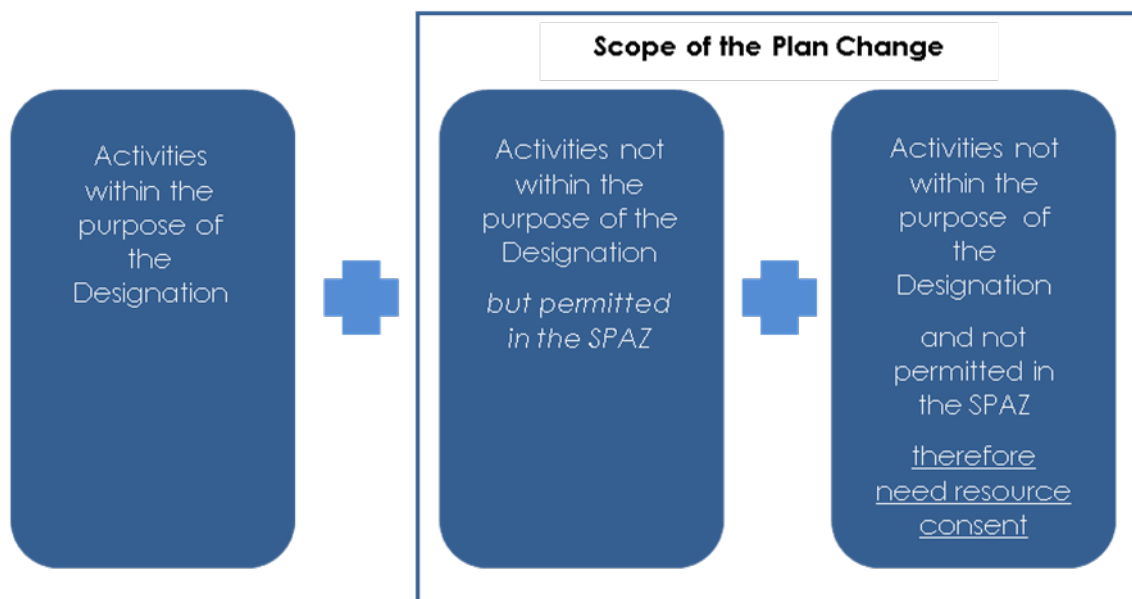 Scope of the Plan Change
Activities
within the
purpose of
the
Designation
Activities not
within the
purpose of the
Designation
but permitted
in the SPAZ
Activities not
within the
purpose of
the
Designation
and not
permitted in
the SPAZ
therefore
need resource
consent